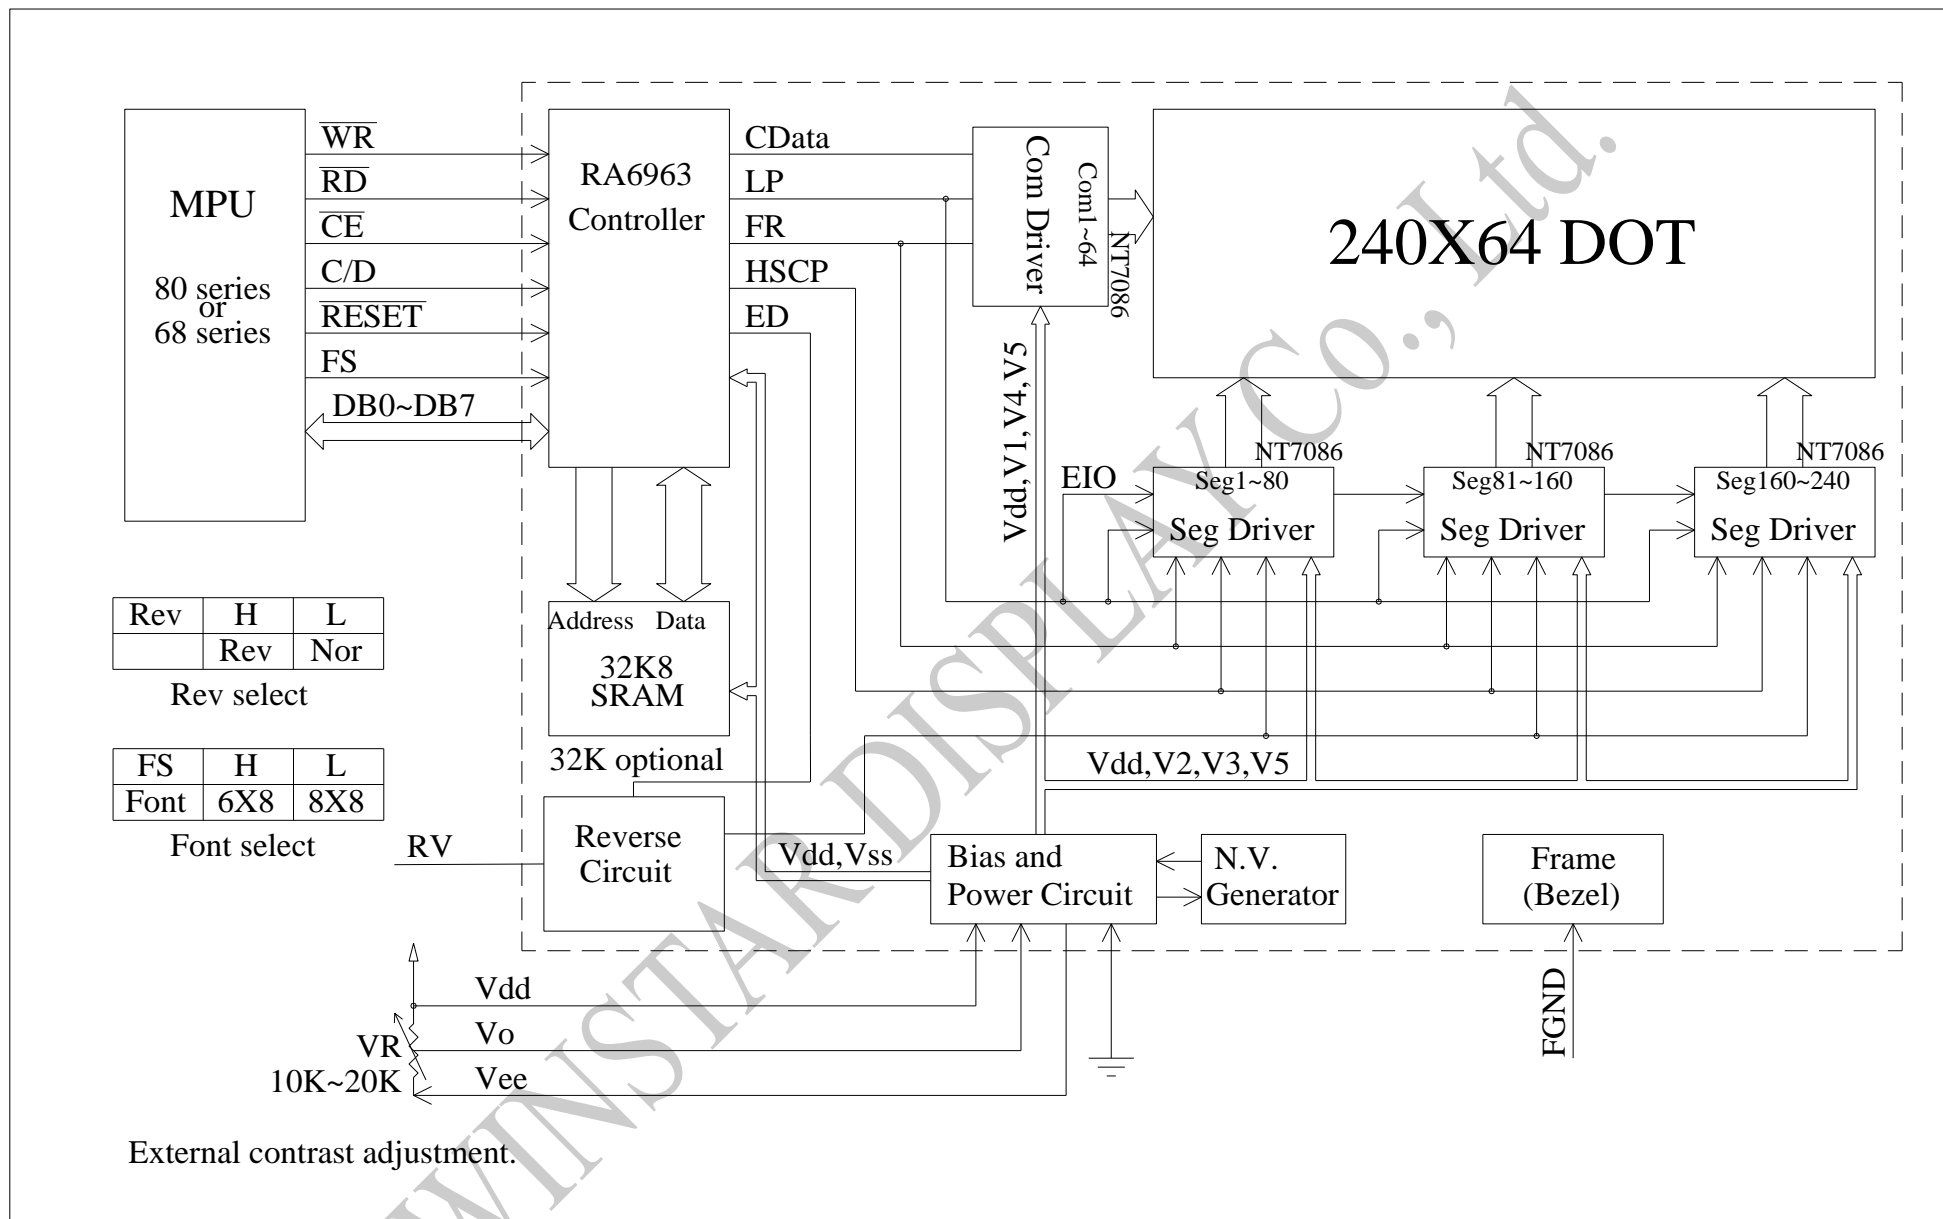 MPU
80 series
or
68 series
WR
RD
CE
C/D
RESET
FS
DB0~DB7
RA6963
Controller
CData
LP
FR
HSCP
ED
Com Driver
Com1~64
NT7086
240X64 DOT
Vdd,V1,V4,V5
EIO
NT7086
Seg1~80
Seg Driver
NT7086
Seg81~160
Seg Driver
NT7086
Seg160~240
Seg Driver
Address Data
32K8
SRAM
32K optional
Rev H L
Rev Nor
Rev select
FS H L
Font 6X8 8X8
Font select
Vdd,V2,V3,V5
RV
Reverse
Circuit
Vdd,Vss
Bias and
Power Circuit
N.V.
Generator
Frame
(Bezel)
FGND
Vdd
Vo
Vee
VR
10K~20K
External contrast adjustment.
WINSTAR DISPLAY Co., Ltd.